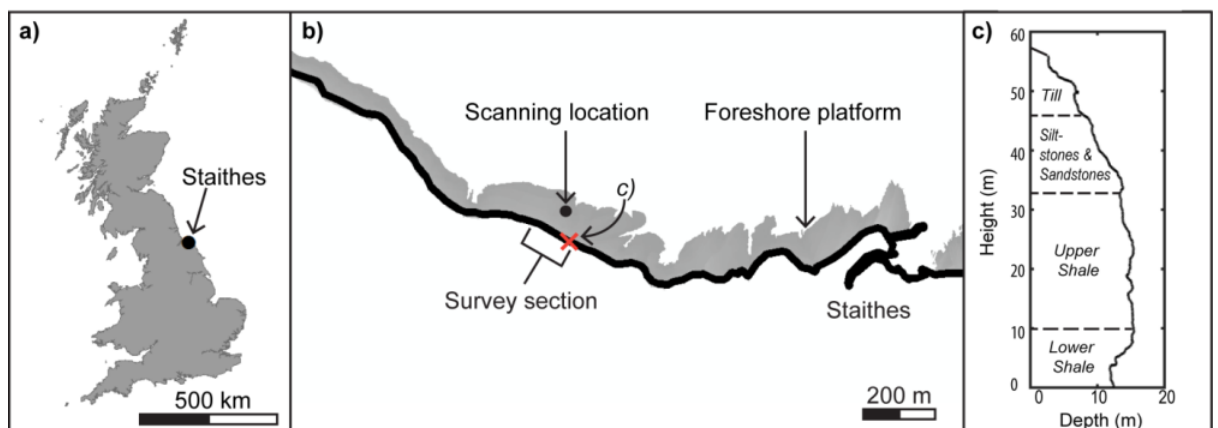 a)
Staithes
500 km
b)
Scanning location
Foreshore platform
c)
Survey section
Staithes
200 m
c)
60
50
40
30
20
10
0
Height (m)
Till
Silt-
stones &
Sandstones
Upper
Shale
Lower
Shale
0
10
20
Depth (m)